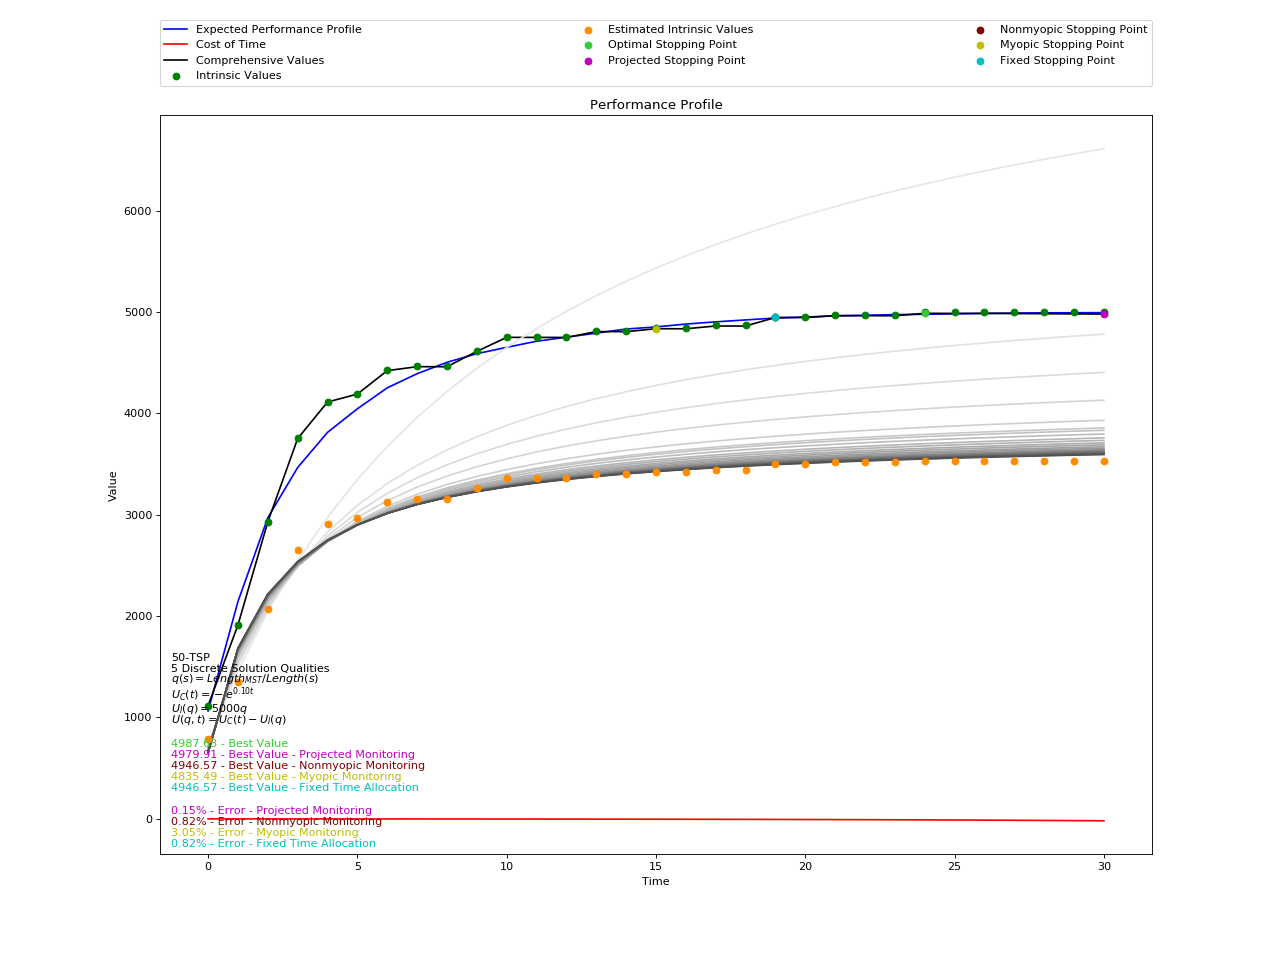 Expected Performance Profile
Cost of Time
Comprehensive Values
Intrinsic Values
Estimated Intrinsic Values
Optimal Stopping Point
Projected Stopping Point
Nonmyopic Stopping Point
Myopic Stopping Point
Fixed Stopping Point
Performance Profile
Value
6000
5000
4000
3000
2000
1000
0
50-TSP
5 Discrete Solution Qualities
q(s) = Length_{MST}/Length(s)
U_C(t) = -e^{0.10t}
U_I(q) = 5000q
U(q, t) = U_C(t) - U_I(q)
4987.63 - Best Value
4979.91 - Best Value - Projected Monitoring
4946.57 - Best Value - Nonmyopic Monitoring
4835.49 - Best Value - Myopic Monitoring
4946.57 - Best Value - Fixed Time Allocation
0.15% - Error - Projected Monitoring
0.82% - Error - Nonmyopic Monitoring
3.05% - Error - Myopic Monitoring
0.82% - Error - Fixed Time Allocation
0 5 10 15 20 25 30
Time